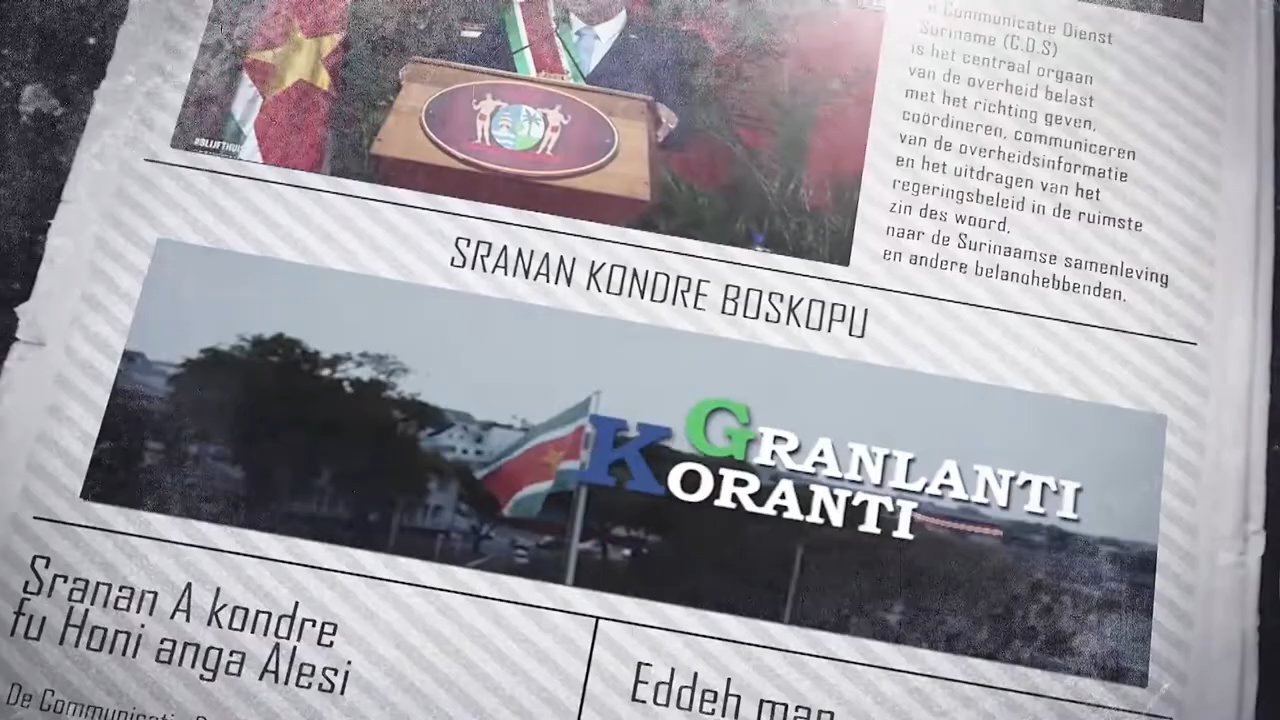 Communicatie Dienst
Suriname (C.D.S)
is het centraal orgaan
van de overheid belast
met het richting geven,
coördineren, communiceren
van de overheidsinformatie
en het uitdragen van het
regeringsbeleid in de ruimste
zin des woord,
naar de Surinaamse samenleving
en andere belanghebbenden.
SRANAN KONDRE BOSKOPU
GRANLANTI
KORANTI
Sranan A kondre
fu Honi anga Alesi
Eddeh man
De